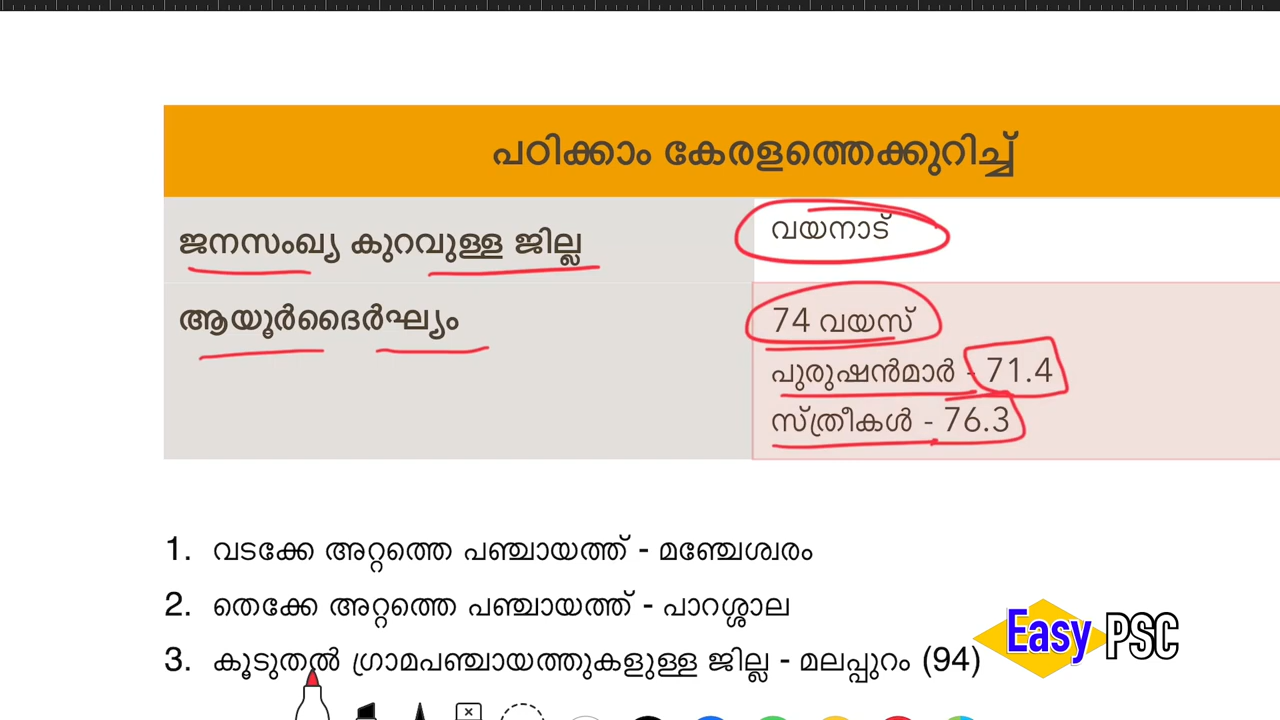 പഠിക്കാം കേരളത്തെക്കുറിച്ച്
ജനസംഖ്യ കുറവുള്ള ജില്ല
വയനാട്
ആയൂർദൈർഘ്യം
74 വയസ്
പുരുഷൻമാർ - 71.4
സ്ത്രീകൾ - 76.3
1. വടക്കേ അറ്റത്തെ പഞ്ചായത്ത് - മഞ്ചേശ്വരം
2. തെക്കേ അറ്റത്തെ പഞ്ചായത്ത് - പാറശ്ശാല
3. കൂടുതൽ ഗ്രാമപഞ്ചായത്തുകളുള്ള ജില്ല - മലപ്പുറം (94)
Easy PSC